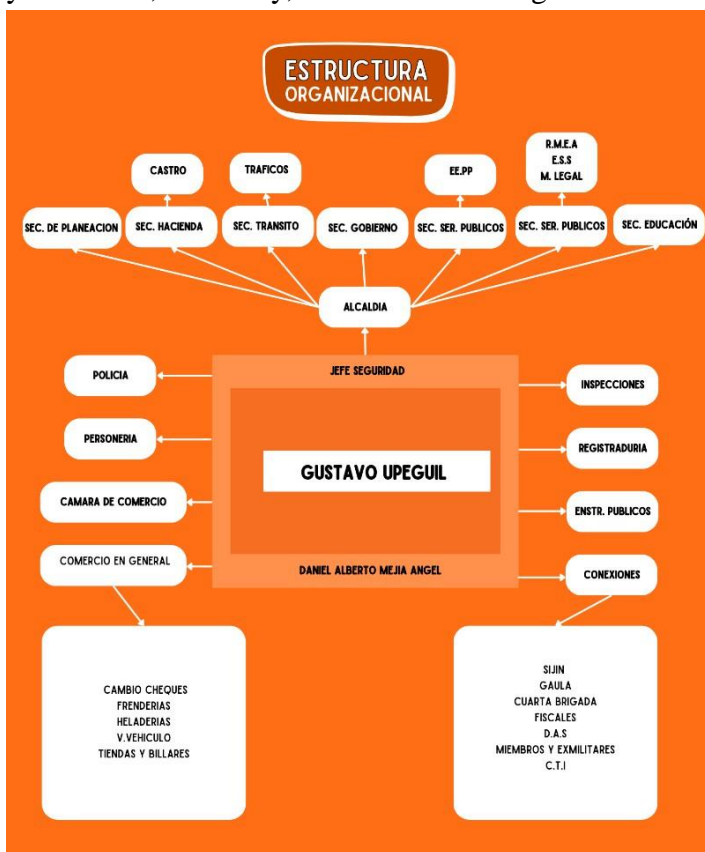 ESTRUCTURA
ORGANIZACIONAL
CASTRO
TRAFICOS
EE.PP
R.M.E.A
E.S.S
M. LEGAL
SEC. DE PLANEACION
SEC. HACIENDA
SEC. TRANSITO
SEC. GOBIERNO
SEC. SER. PUBLICOS
SEC. SER. PUBLICOS
SEC. EDUCACIÓN
ALCALDIA
JEFE SEGURIDAD
POLICIA
INSPECCIONES
PERSONERIA
REGISTRADURIA
GUSTAVO UPEGUIL
CAMARA DE COMERCIO
ENSTR. PUBLICOS
COMERCIO EN GENERAL
DANIEL ALBERTO MEJIA ANGEL
CONEXIONES
CAMBIO CHEQUES
FRENDERIAS
HELADERIAS
V.VEHICULO
TIENDAS Y BILLARES
SIJIN
GAULA
CUARTA BRIGADA
FISCALES
D.A.S
MIEMBROS Y EXMILITARES
C.T.I